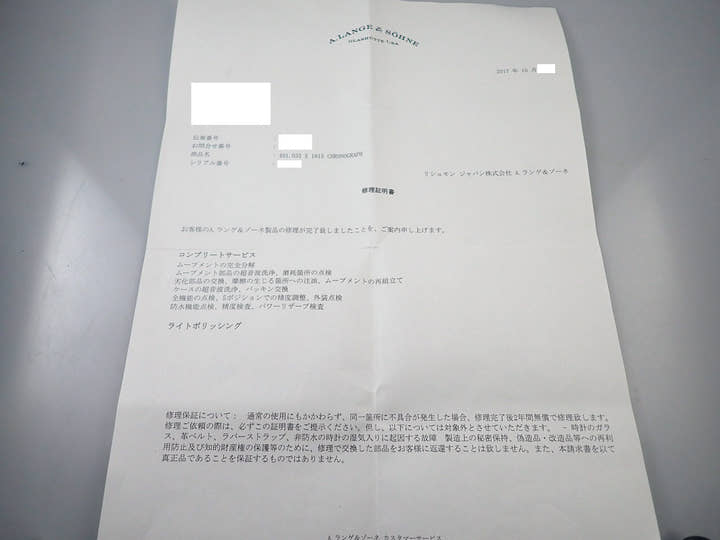 A. LANGE & SÖHNE
GLASHÜTTE I/SA
2017 年 10 月
伝票番号 :
お問合せ番号 :
商品名 : 401.032 X 1815 CHRONOGRAPH
シリアル番号 :
リシュモン ジャパン株式会社 A.ランゲ&ゾーネ
修理証明書
お客様のA.ランゲ&ゾーネ製品の修理が完了致しましたことを、ご案内申し上げます。
コンプリートサービス
ムーブメントの完全分解
ムーブメント部品の超音波洗浄、磨耗箇所の点検
劣化部品の交換、摩擦の生じる箇所への注油、ムーブメントの再組立て
ケースの超音波洗浄、パッキン交換
全機能の点検、5ポジションでの精度調整、外装点検
防水機能点検、精度検査、パワーリザーブ検査
ライトポリッシング
修理保証について: 通常の使用にもかかわらず、同一箇所に不具合が発生した場合、修理完了後2年間無償で修理致します。
修理ご依頼の際は、必ずこの証明書をご提示ください。但し、以下については対象外とさせていただきます。 - 時計のガラ
ス、革ベルト、ラバーストラップ、非防水の時計の湿気入りに起因する故障 製造上の秘密保持、偽造品・改造品等への再利
用防止及び知的財産権の保護等のために、修理で交換した部品をお客様に返還することは致しません。また、本請求書を以て
真正品であることを保証するものではありません。
A.ランゲ&ゾーネ カスタマーサービス